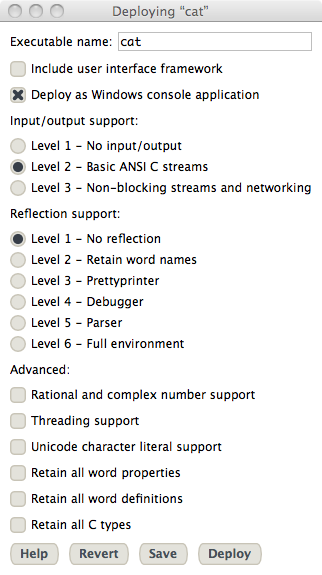 Deploying “cat”
Executable name: cat
Include user interface framework
Deploy as Windows console application
Input/output support:
Level 1 – No input/output
Level 2 – Basic ANSI C streams
Level 3 – Non-blocking streams and networking
Reflection support:
Level 1 – No reflection
Level 2 – Retain word names
Level 3 – Prettyprinter
Level 4 – Debugger
Level 5 – Parser
Level 6 – Full environment
Advanced:
Rational and complex number support
Threading support
Unicode character literal support
Retain all word properties
Retain all word definitions
Retain all C types
Help Revert Save Deploy